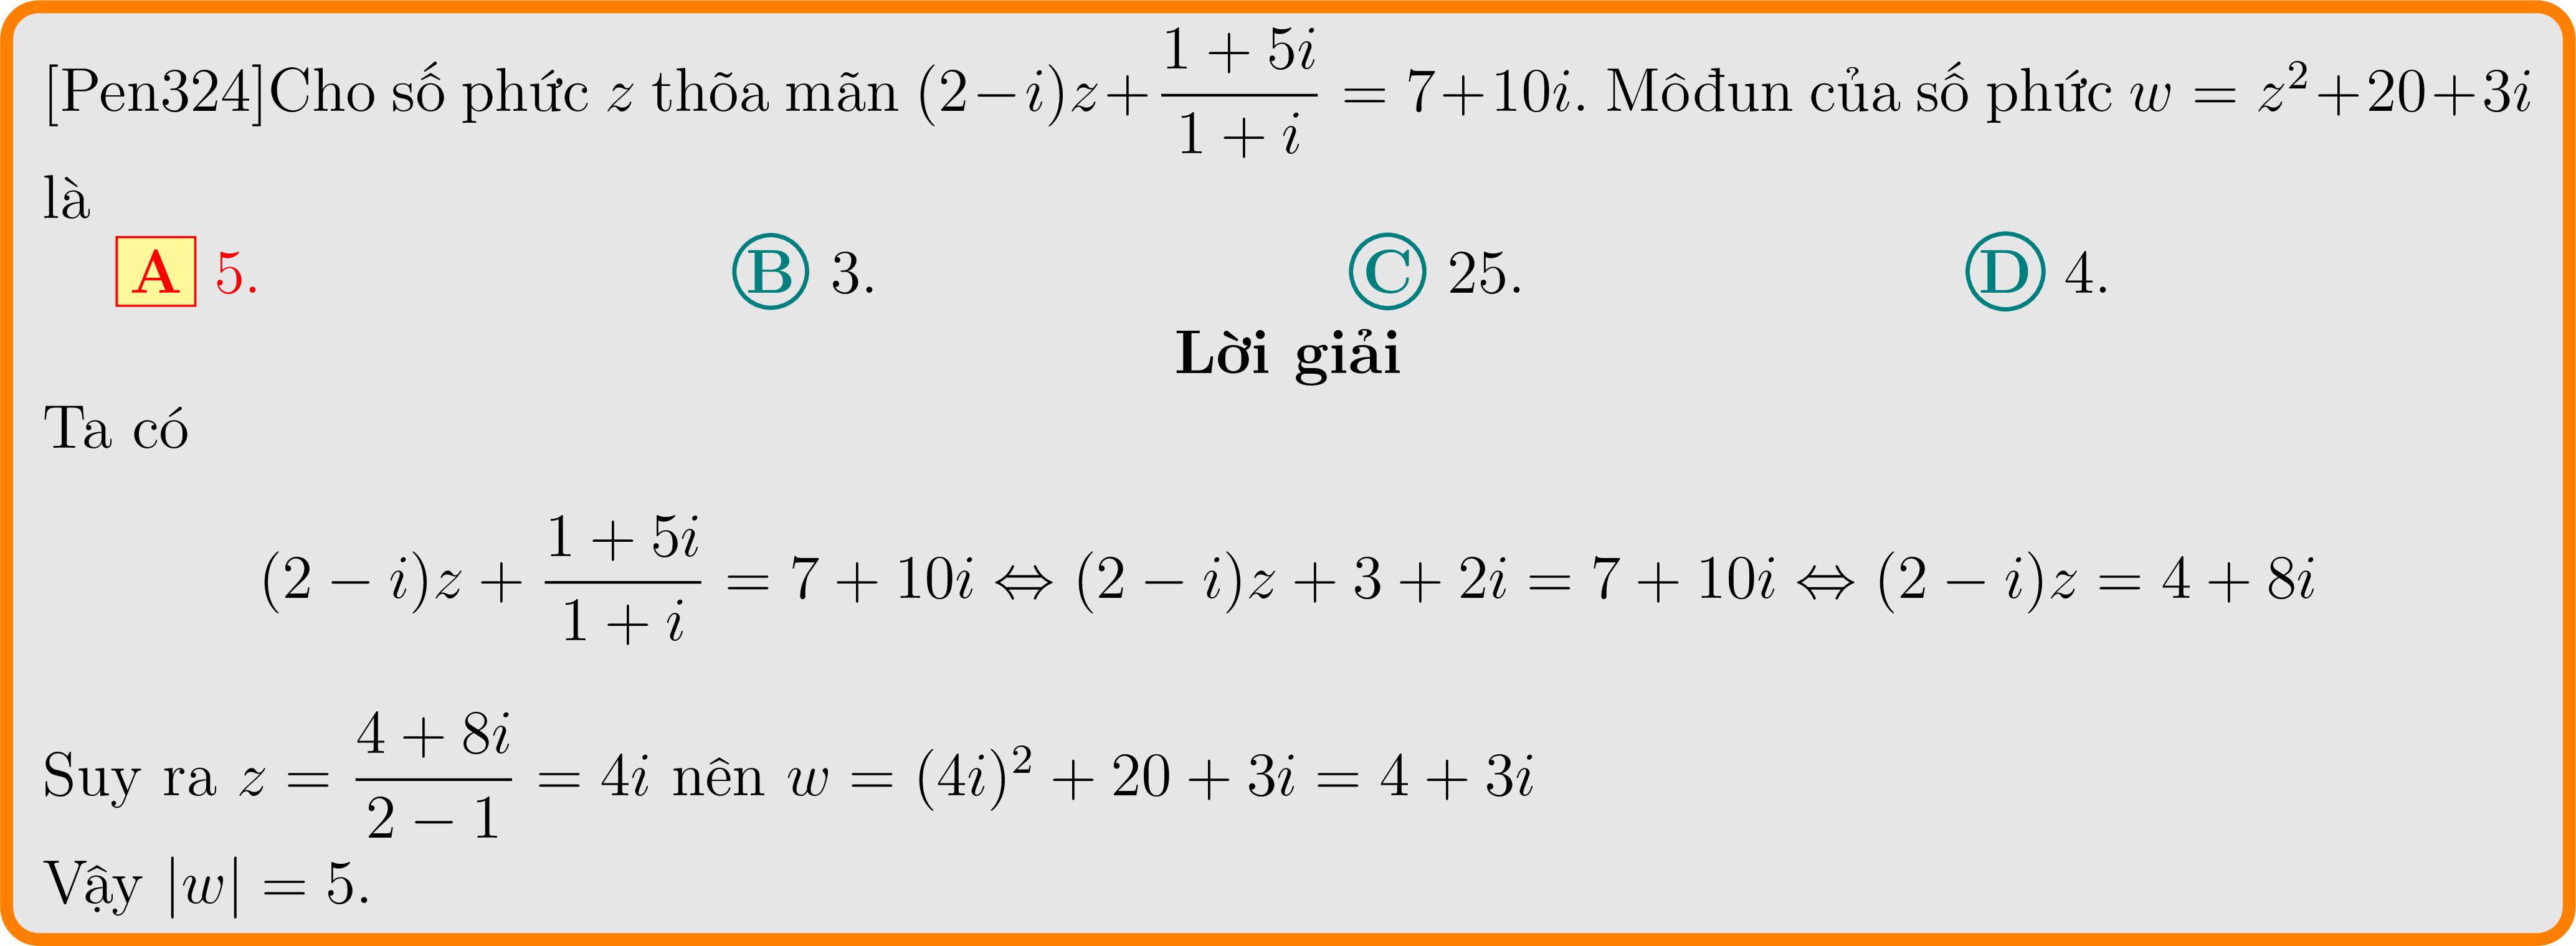 [Pen324]Cho số phức z thõa mãn (2−i)z+\frac{1+5i}{1+i} = 7+10i. Môđun của số phức w = z²+20+3i
là
A 5. B 3. C 25. D 4.
Lời giải
Ta có
(2 − i)z + \frac{1+5i}{1+i} = 7 + 10i ⇔ (2 − i)z + 3 + 2i = 7 + 10i ⇔ (2 − i)z = 4 + 8i
Suy ra z = \frac{4+8i}{2−1} = 4i nên w = (4i)² + 20 + 3i = 4 + 3i
Vậy |w| = 5.